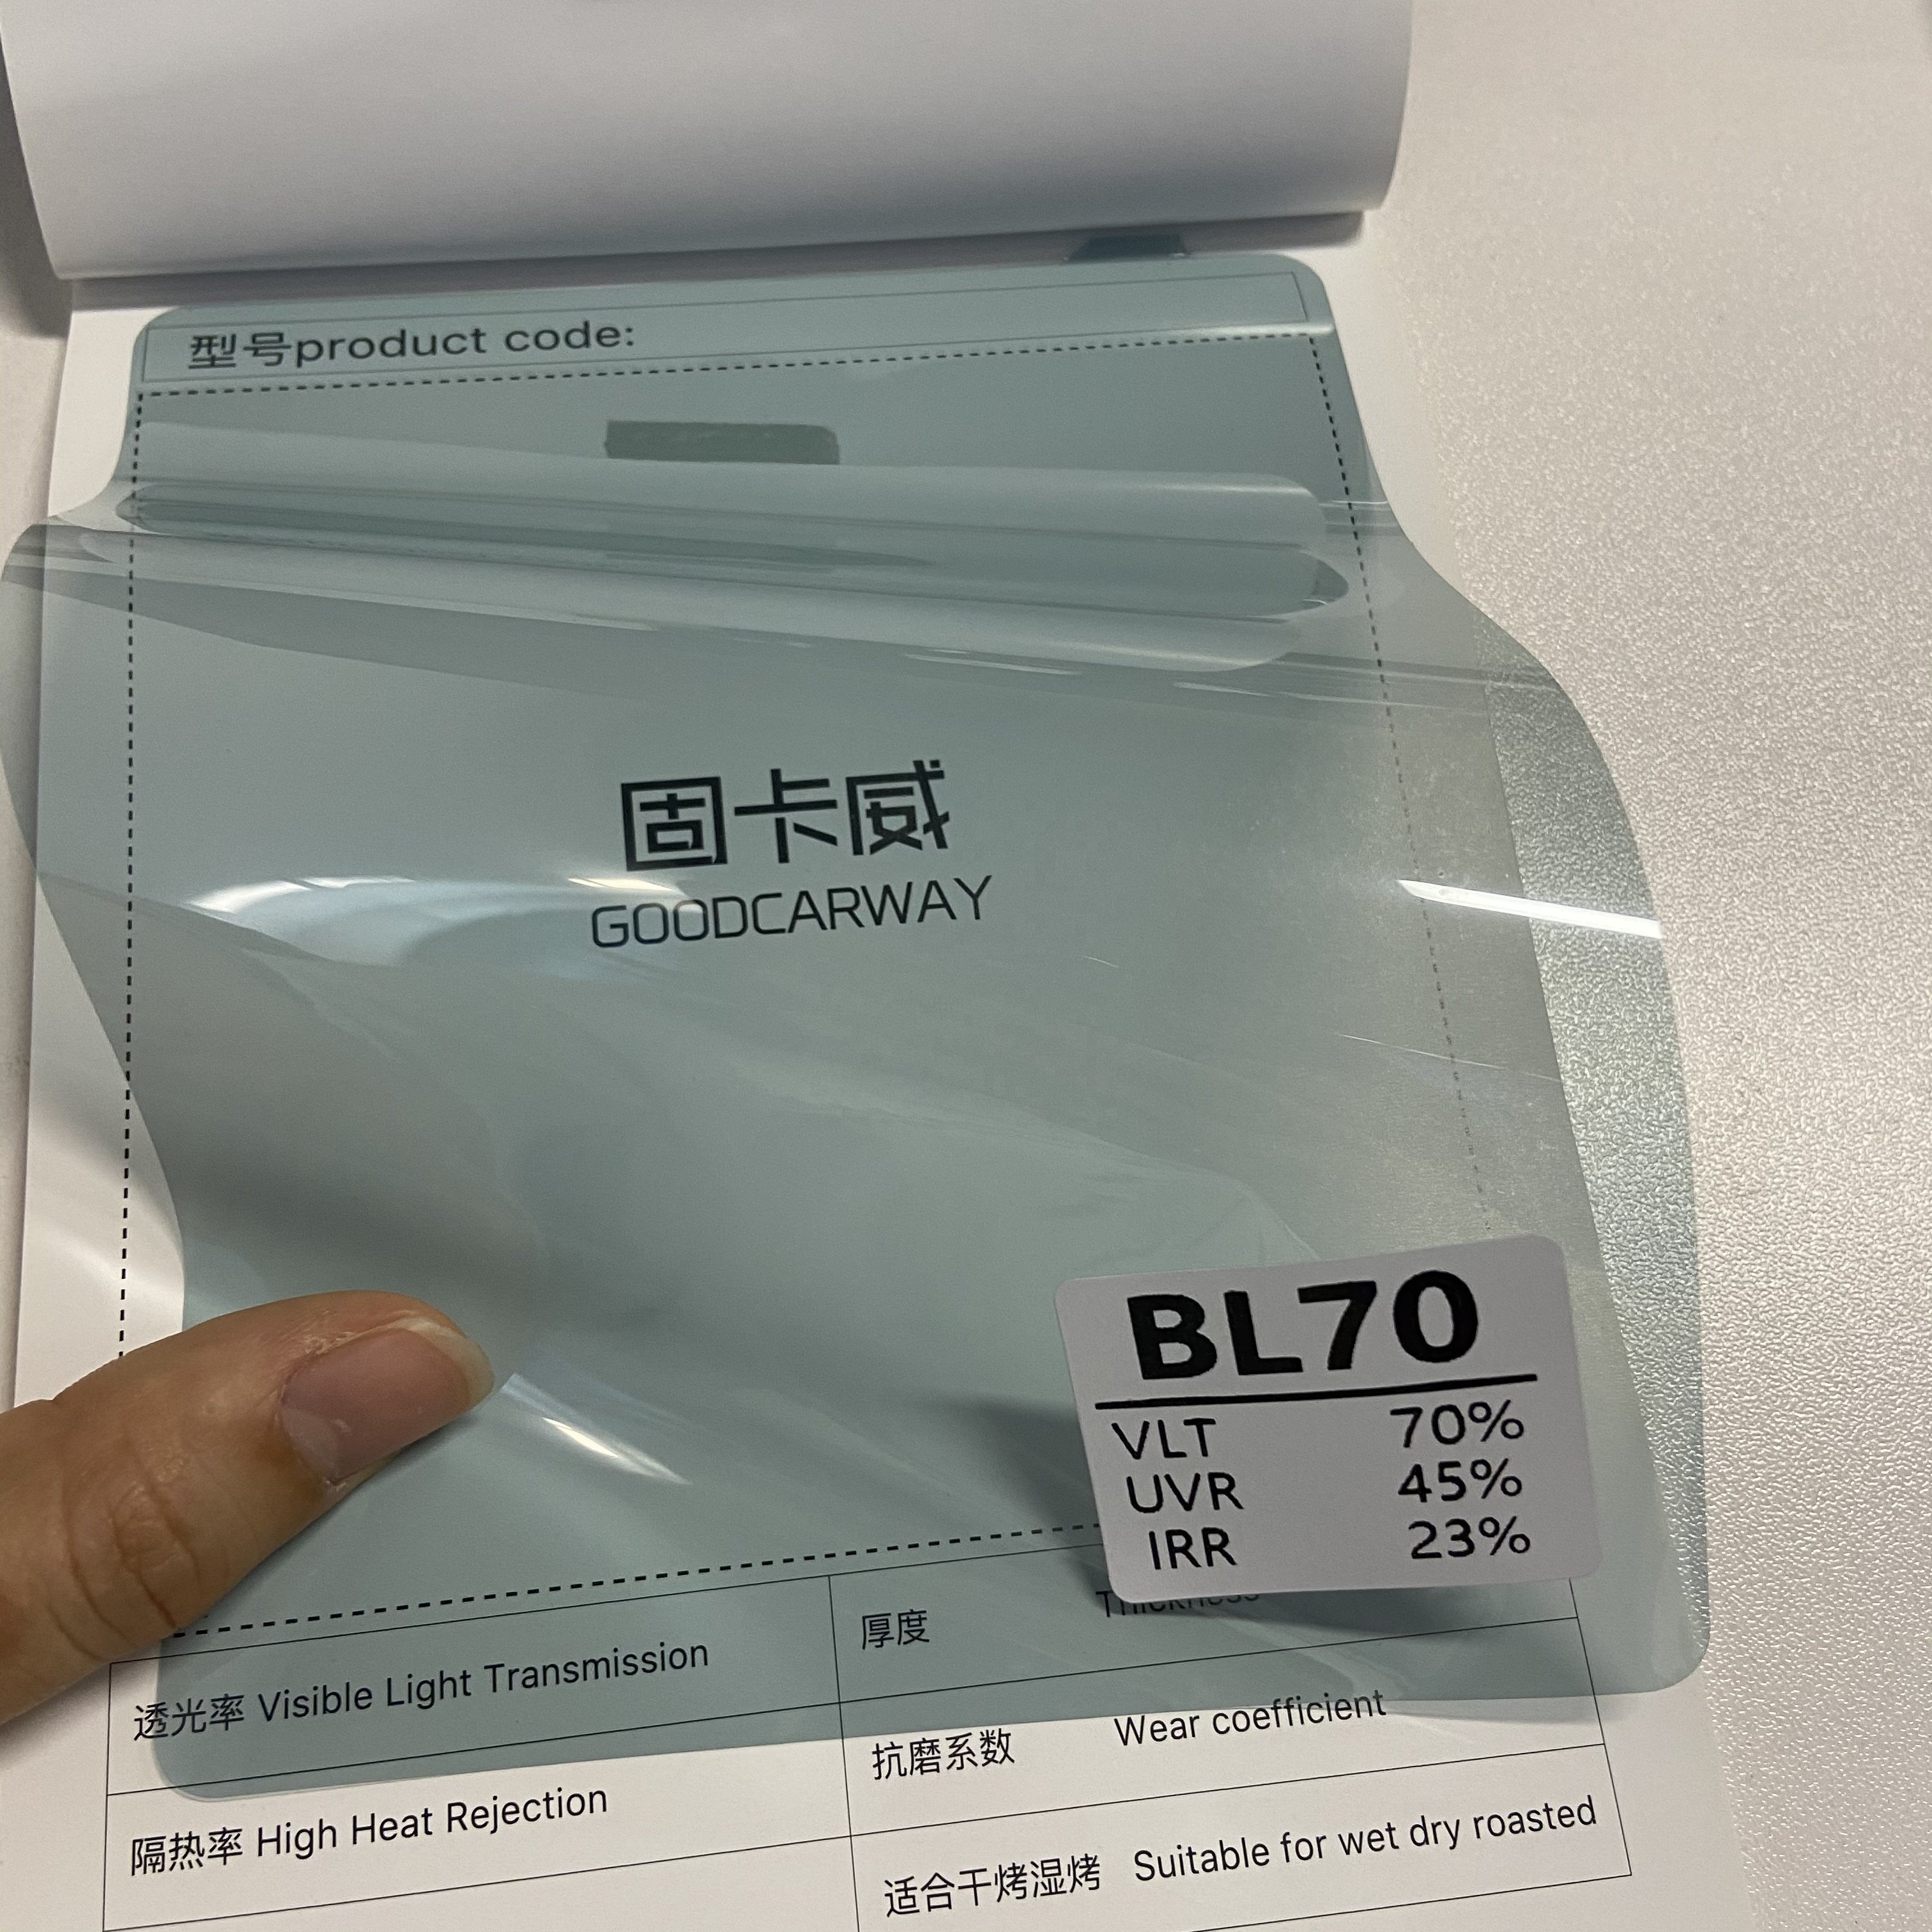 型号product code:
固卡威
GOODCARWAY
BL70
VLT 70%
UVR 45%
IRR 23%
透光率 Visible Light Transmission
厚度 Thickness
隔热率 High Heat Rejection
抗磨系数 Wear coefficient
适合干烤湿烤 Suitable for wet dry roasted